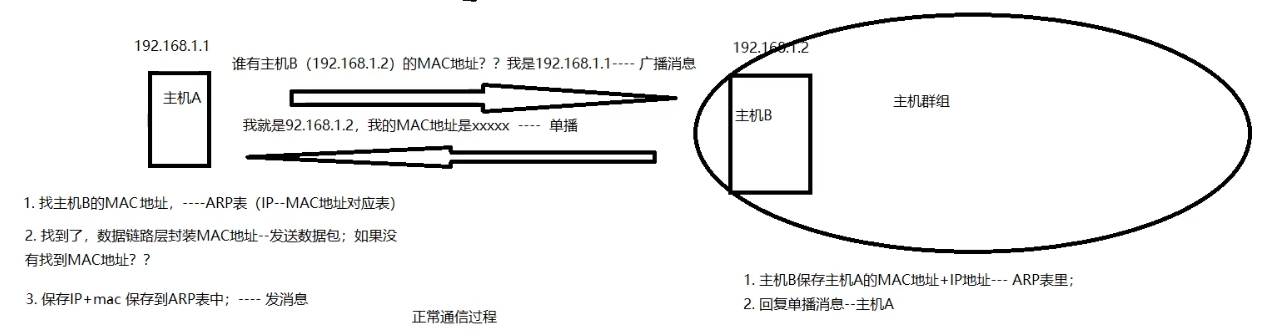 192.168.1.1
192.168.1.2
谁有主机B（192.168.1.2）的MAC地址？？我是192.168.1.1---- 广播消息
主机A
主机B
主机群组
我就是92.168.1.2，我的MAC地址是xxxxx ---- 单播
1. 找主机B的MAC地址，----ARP表（IP--MAC地址对应表）
2. 找到了，数据链路层封装MAC地址--发送数据包；如果没
有找到MAC地址？？
3. 保存IP+mac 保存到ARP表中；---- 发消息
1. 主机B保存主机A的MAC地址+IP地址--- ARP表里；
2. 回复单播消息--主机A
正常通信过程